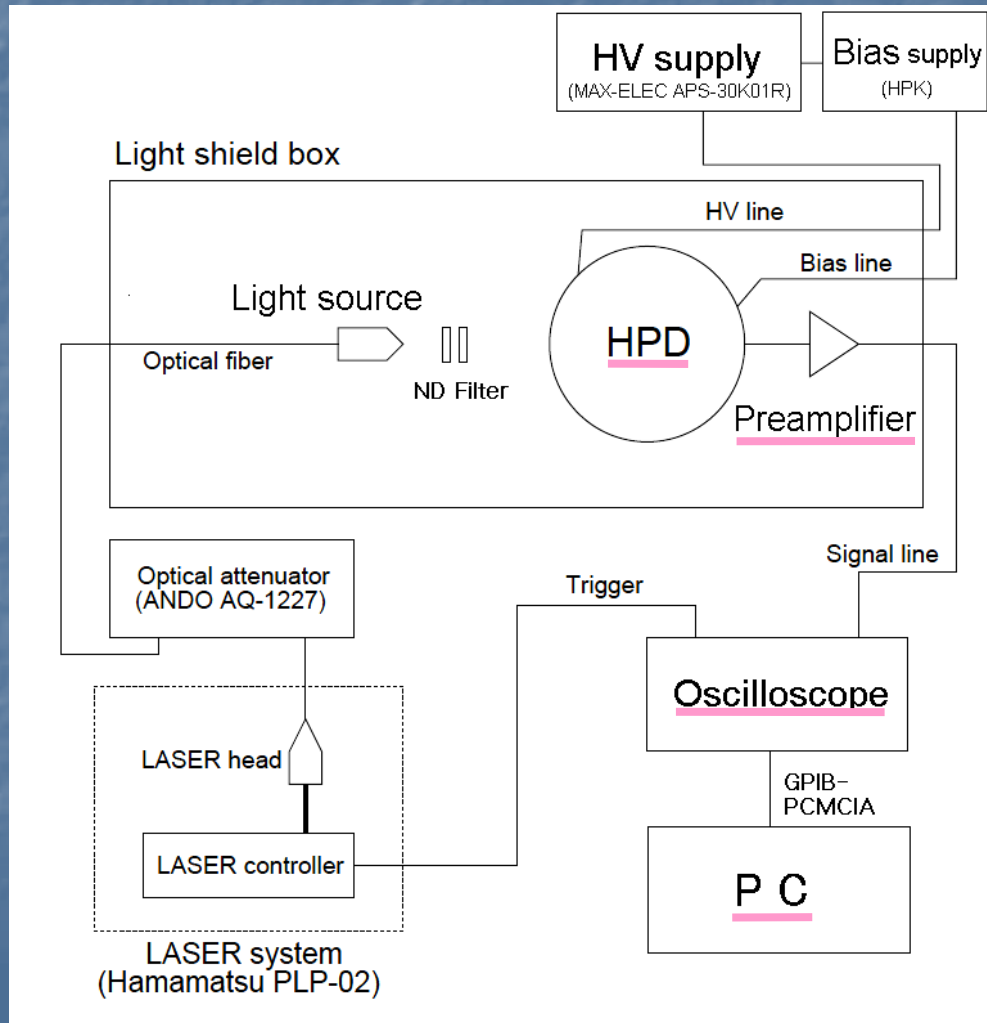 HV supply
(MAX-ELEC APS-30K01R)
Bias supply
(HPK)
Light shield box
HV line
Bias line
Light source
Optical fiber
ND Filter
HPD
Preamplifier
Signal line
Optical attenuator
(ANDO AQ-1227)
Trigger
Oscilloscope
LASER head
GPIB-
PCMCIA
LASER controller
P C
LASER system
(Hamamatsu PLP-02)